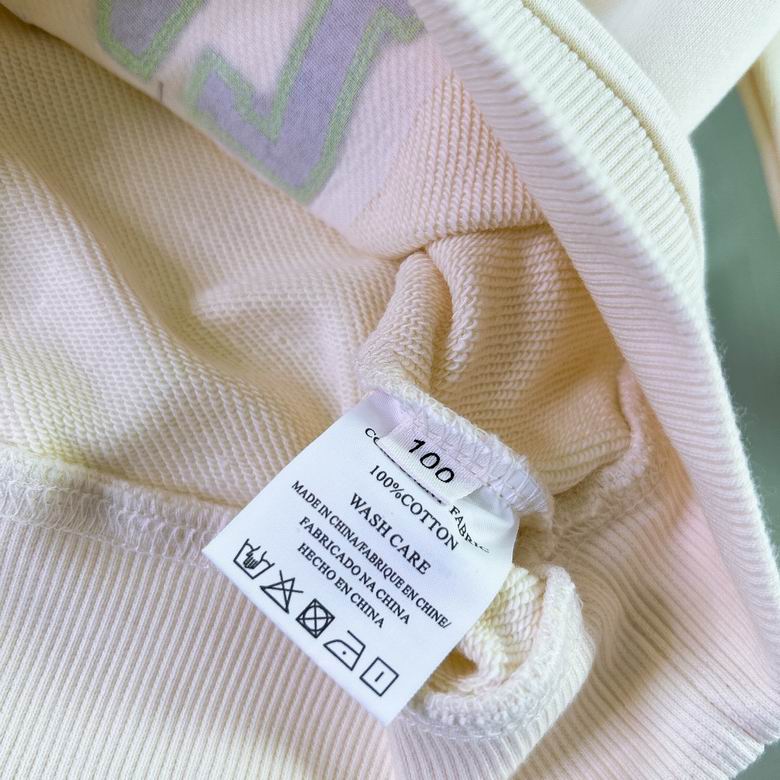 100
100%COTTON
WASH CARE
MADE IN CHINA/FABRIQUE EN CHINE/
FABRICADO NA CHINA
HECHO EN CHINA